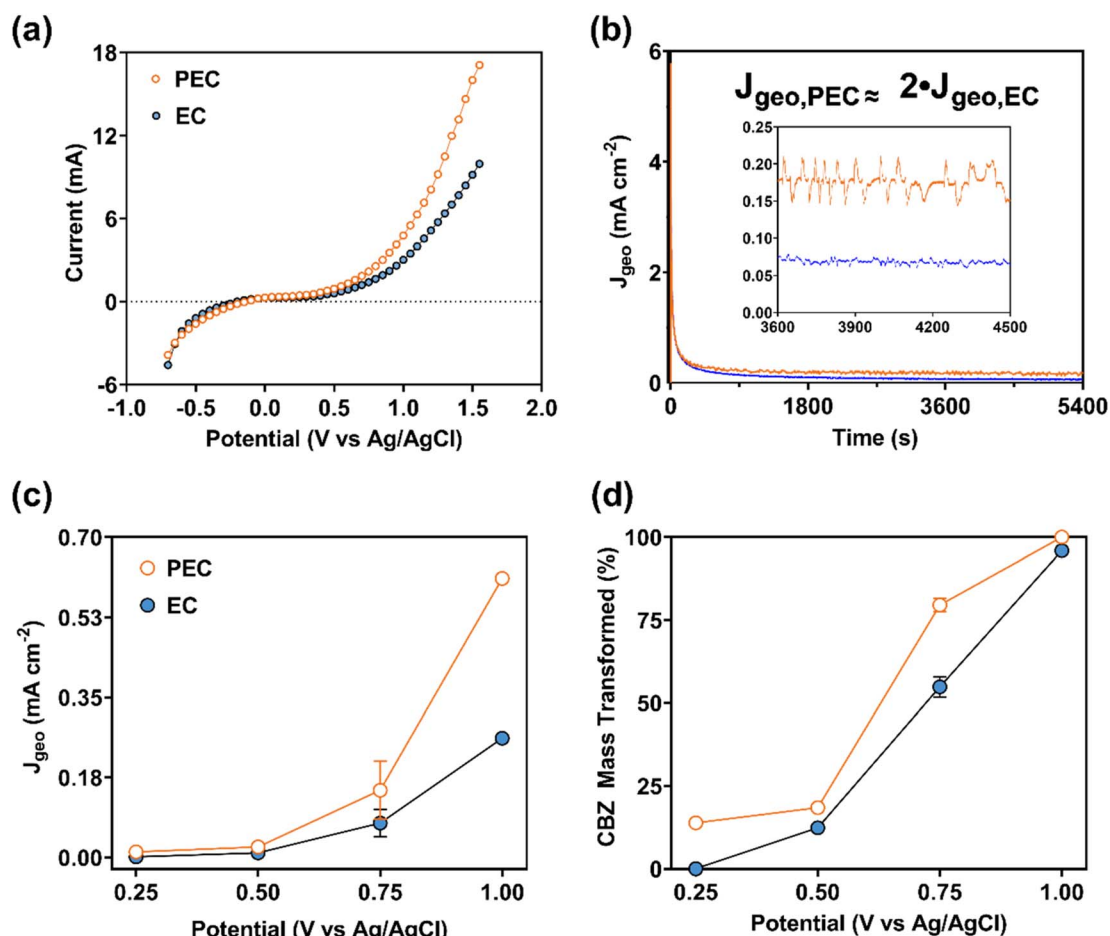 (a)
18
12
6
0
-6
Current (mA)
PEC
EC
-1.0 -0.5 0.0 0.5 1.0 1.5 2.0
Potential (V vs Ag/AgCl)
(b)
6
4
2
0
J_geo (mA cm⁻²)
J_geo,PEC ≈ 2•J_geo,EC
0.25
0.20
0.15
0.10
0.05
0.00
3600 3900 4200 4500
0 1800 3600 5400
Time (s)
(c)
0.70
0.53
0.35
0.18
0.00
J_geo (mA cm⁻²)
PEC
EC
0.25 0.50 0.75 1.00
Potential (V vs Ag/AgCl)
(d)
100
75
50
25
0
CBZ Mass Transformed (%)
0.25 0.50 0.75 1.00
Potential (V vs Ag/AgCl)